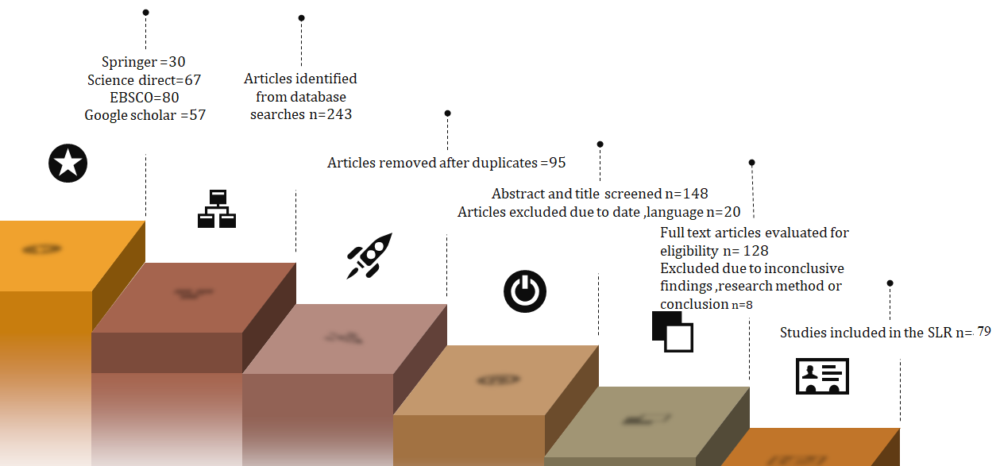 Springer =30
Science direct=67
EBSCO=80
Google scholar =57
Articles identified
from database
searches n=243
Articles removed after duplicates =95
Abstract and title screened n=148
Articles excluded due to date ,language n=20
Full text articles evaluated for
eligibility n= 128
Excluded due to inconclusive
findings ,research method or
conclusion n=8
Studies included in the SLR n= 79